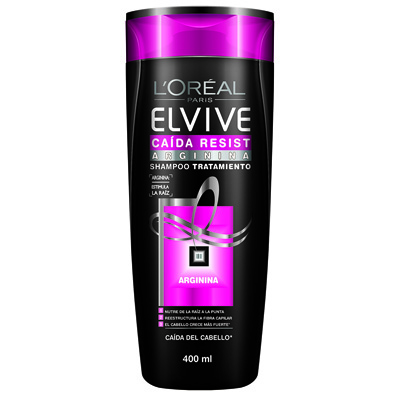 L'ORÉAL
PARIS
ELVIVE
CAÍDA RESIST
ARGININA
SHAMPOO TRATAMIENTO
ARGININA
ESTIMULA
LA RAÍZ
ARGININA
NUTRE DE LA RAÍZ A LA PUNTA
REESTRUCTURA LA FIBRA CAPILAR
EL CABELLO CRECE MÁS FUERTE*
CAÍDA DEL CABELLO*
400 ml